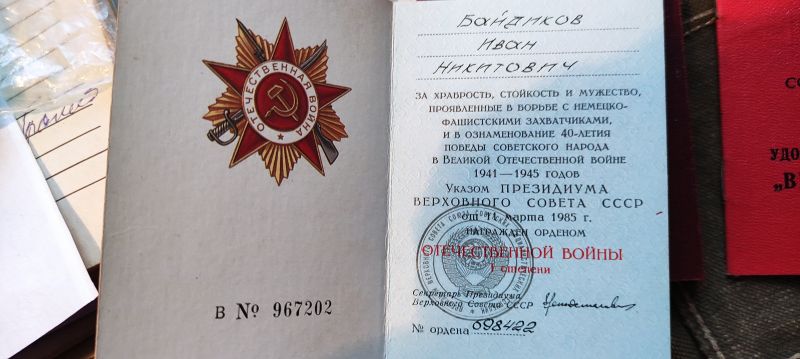 ОТЕЧЕСТВЕННАЯ ВОЙНА
В № 967202
Байдиков
Иван
Никитович
ЗА ХРАБРОСТЬ, СТОЙКОСТЬ И МУЖЕСТВО,
ПРОЯВЛЕННЫЕ В БОРЬБЕ С НЕМЕЦКО-
ФАШИСТСКИМИ ЗАХВАТЧИКАМИ,
И В ОЗНАМЕНОВАНИЕ 40-ЛЕТИЯ
ПОБЕДЫ СОВЕТСКОГО НАРОДА
В ВЕЛИКОЙ ОТЕЧЕСТВЕННОЙ ВОЙНЕ
1941—1945 ГОДОВ
УКАЗОМ ПРЕЗИДИУМА
ВЕРХОВНОГО СОВЕТА СССР
от 11 марта 1985 г.
НАГРАЖДЕН ОРДЕНОМ
ОТЕЧЕСТВЕННОЙ ВОЙНЫ
I степени
Секретарь Президиума
Верховного Совета СССР
№ ордена 698422
СО
УДО
„В